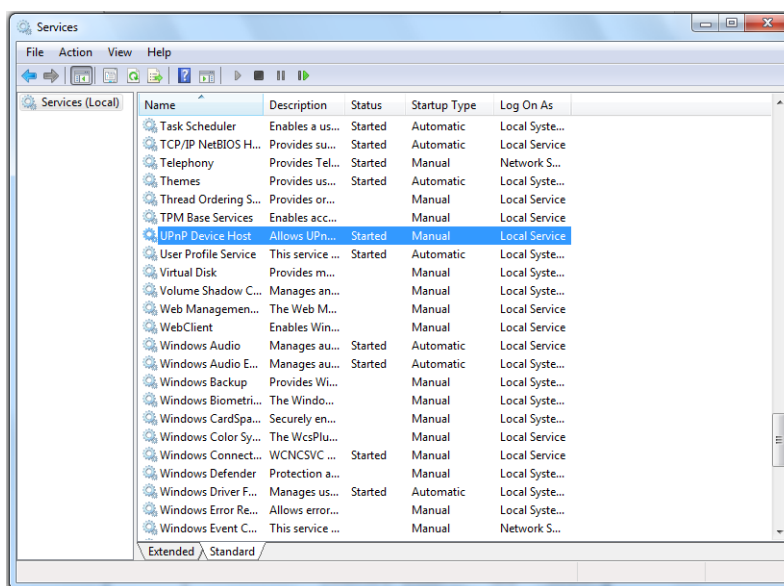 Services
File Action View Help
Services (Local)
Name Description Status Startup Type Log On As
Task Scheduler Enables a us... Started Automatic Local Syste...
TCP/IP NetBIOS H... Provides su... Started Automatic Local Service
Telephony Provides Tel... Started Manual Network S...
Themes Provides us... Started Automatic Local Syste...
Thread Ordering S... Provides or... Manual Local Service
TPM Base Services Enables acc... Manual Local Service
UPnP Device Host Allows UPn... Started Manual Local Service
User Profile Service This service ... Started Automatic Local Syste...
Virtual Disk Provides m... Manual Local Syste...
Volume Shadow C... Manages an... Manual Local Syste...
Web Managemen... The Web M... Manual Local Service
WebClient Enables Win... Manual Local Service
Windows Audio Manages au... Started Automatic Local Service
Windows Audio E... Manages au... Started Automatic Local Syste...
Windows Backup Provides Wi... Manual Local Syste...
Windows Biometri... The Windo... Manual Local Syste...
Windows CardSpa... Securely en... Manual Local Syste...
Windows Color Sy... The WcsPlu... Manual Local Service
Windows Connect... WCNCSVC ... Started Manual Local Service
Windows Defender Protection a... Manual Local Syste...
Windows Driver F... Manages us... Started Automatic Local Syste...
Windows Error Re... Allows error... Manual Local Syste...
Windows Event C... This service ... Manual Network S...
Extended Standard